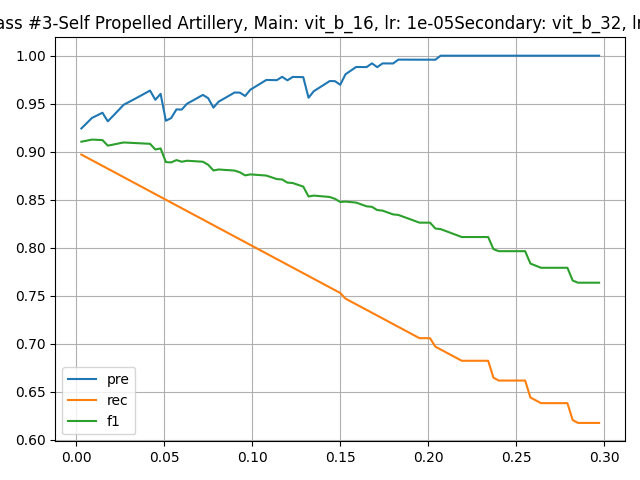 ass #3-Self Propelled Artillery, Main: vit_b_16, lr: 1e-05Secondary: vit_b_32, lr
1.00
0.95
0.90
0.85
0.80
0.75
0.70
0.65
0.60
pre
rec
f1
0.00 0.05 0.10 0.15 0.20 0.25 0.30